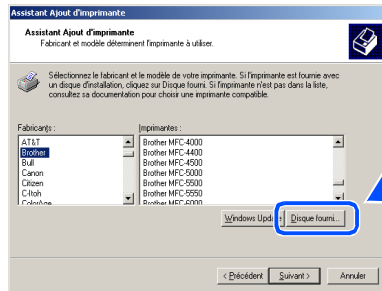 Assistant Ajout d'imprimante
Assistant Ajout d'imprimante
Fabricant et modèle déterminent l'imprimante à utiliser.
Sélectionnez le fabricant et le modèle de votre imprimante. Si l'imprimante est fournie avec
un disque d'installation, cliquez sur Disque fourni. Si l'imprimante n'est pas dans la liste,
consultez sa documentation pour choisir une imprimante compatible.
Fabricants :
AT&T
Brother
Bull
Canon
Citizen
C-Itoh
ColorAge
Imprimantes :
Brother MFC-4000
Brother MFC-4400
Brother MFC-4500
Brother MFC-5000
Brother MFC-5500
Brother MFC-5550
Brother MFC-6000
Windows Update
Disque fourni...
< Précédent
Suivant >
Annuler